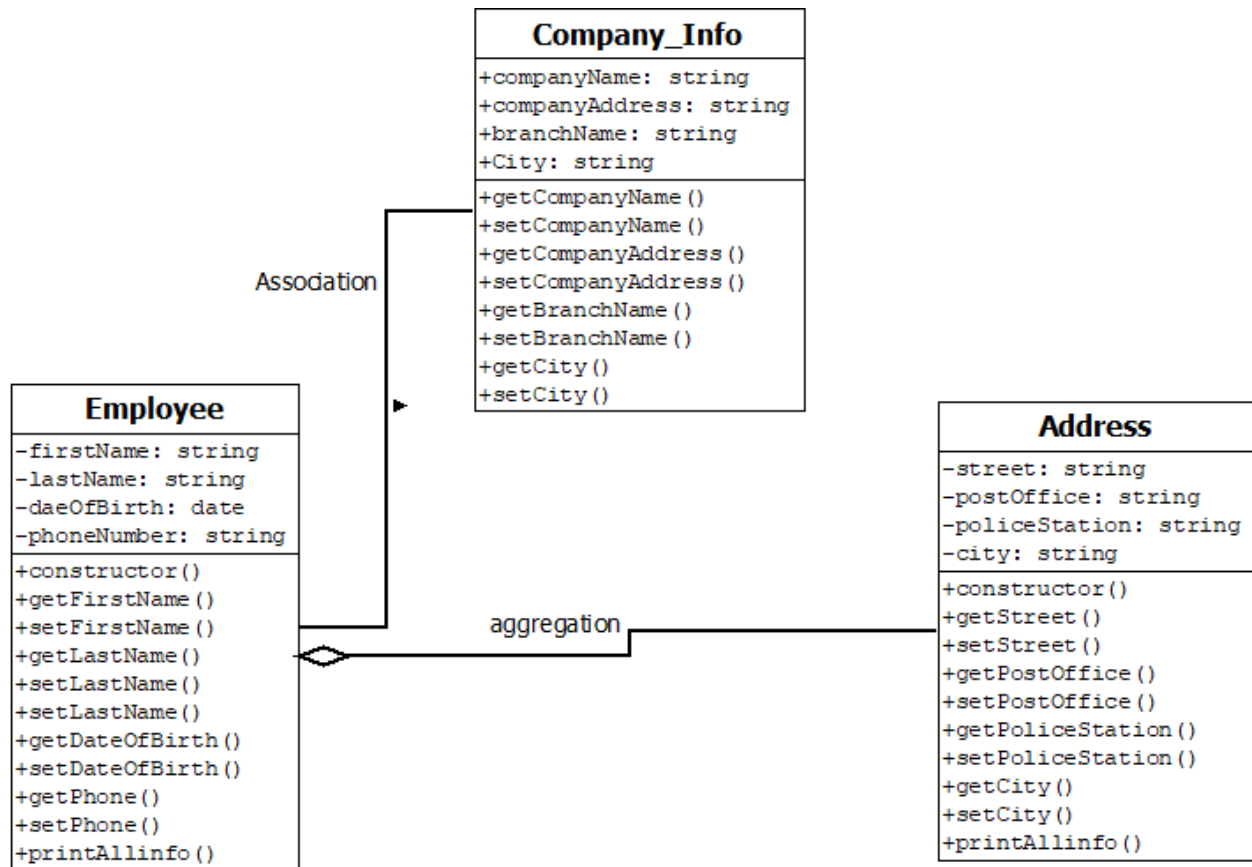 Company_Info
+companyName: string
+companyAddress: string
+branchName: string
+City: string
+getCompanyName()
+setCompanyName()
+getCompanyAddress()
+setCompanyAddress()
+getBranchName()
+setBranchName()
+getCity()
+setCity()
Association
Employee
-firstName: string
-lastName: string
-daeOfBirth: date
-phoneNumber: string
+constructor()
+getFirstName()
+setFirstName()
+getLastName()
+setLastName()
+setLastName()
+getDateOfBirth()
+setDateOfBirth()
+getPhone()
+setPhone()
+printAllinfo()
aggregation
Address
-street: string
-postOffice: string
-policeStation: string
-city: string
+constructor()
+getStreet()
+setStreet()
+getPostOffice()
+setPostOffice()
+getPoliceStation()
+setPoliceStation()
+getCity()
+setCity()
+printAllinfo()